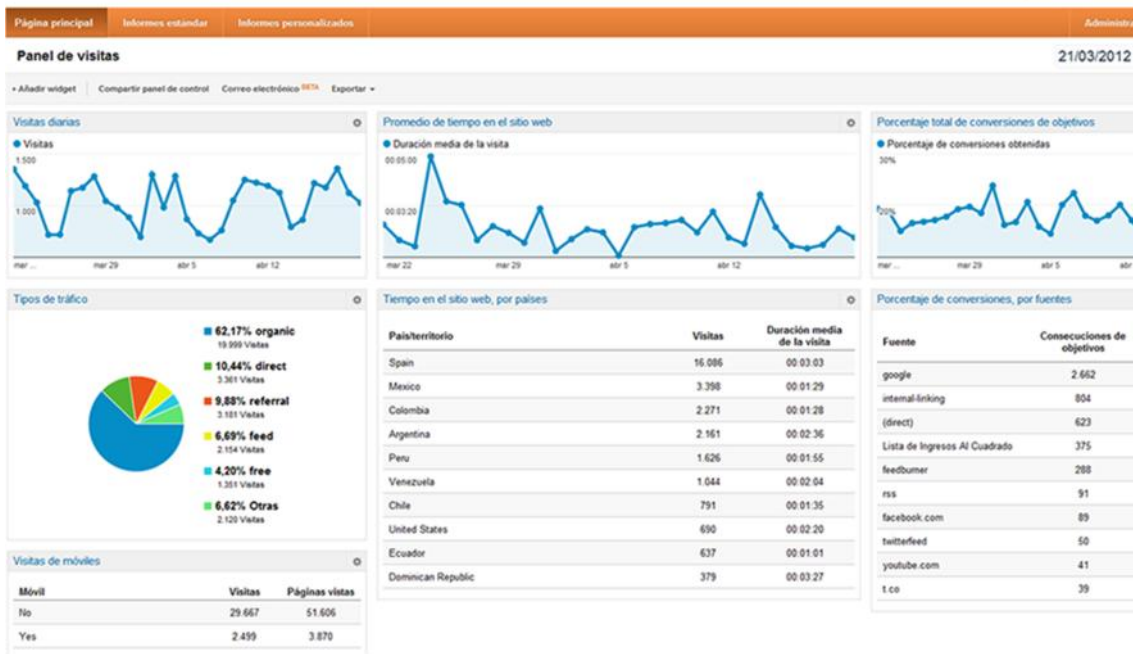 Página principal Informes estándar Informes personalizados Administra
Panel de visitas 21/03/2012
Añadir widget Compartir panel de control Correo electrónico BETA Exportar
Visitas diarias
Visitas
1.500
1.000
mar ... mar 29 abr 5 abr 12
Promedio de tiempo en el sitio web
Duración media de la visita
00:05:00
00:03:20
mar 22 mar 29 abr 5 abr 12
Porcentaje total de conversiones de objetivos
Porcentaje de conversiones obtenidas
30%
20%
mar ... mar 29 abr 5 abr
Tipos de tráfico
62,17% organic
19.999 Visitas
10,44% direct
3.361 Visitas
9,88% referral
3.181 Visitas
6,69% feed
2.154 Visitas
4,20% free
1.351 Visitas
6,62% Otras
2.120 Visitas
Visitas de móviles
Móvil Visitas Páginas vistas
No 29.667 51.606
Yes 2.499 3.870
Tiempo en el sitio web, por países
País/territorio Visitas Duración media
de la visita
Spain 16.086 00:03:03
Mexico 3.398 00:01:29
Colombia 2.271 00:01:28
Argentina 2.161 00:02:36
Peru 1.626 00:01:55
Venezuela 1.044 00:02:04
Chile 791 00:01:35
United States 690 00:02:20
Ecuador 637 00:01:01
Dominican Republic 379 00:03:27
Porcentaje de conversiones, por fuentes
Fuente Consecuciones de
objetivos
google 2.662
internal-linking 804
(direct) 623
Lista de Ingresos Al Cuadrado 375
feedburner 288
rss 91
facebook.com 89
twitterfeed 50
youtube.com 41
t.co 39